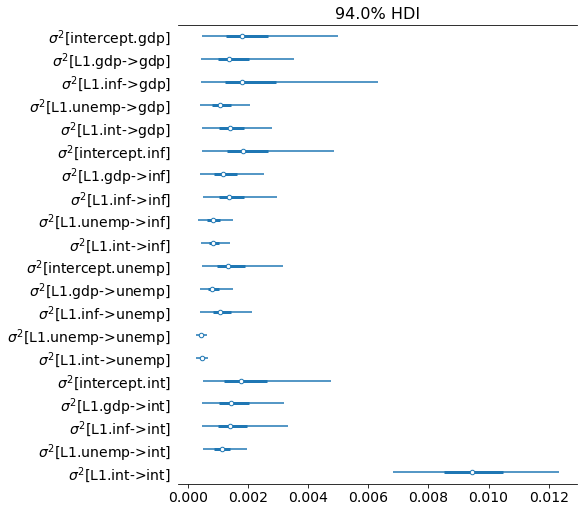 94.0% HDI
σ²[intercept.gdp]
σ²[L1.gdp->gdp]
σ²[L1.inf->gdp]
σ²[L1.unemp->gdp]
σ²[L1.int->gdp]
σ²[intercept.inf]
σ²[L1.gdp->inf]
σ²[L1.inf->inf]
σ²[L1.unemp->inf]
σ²[L1.int->inf]
σ²[intercept.unemp]
σ²[L1.gdp->unemp]
σ²[L1.inf->unemp]
σ²[L1.unemp->unemp]
σ²[L1.int->unemp]
σ²[intercept.int]
σ²[L1.gdp->int]
σ²[L1.inf->int]
σ²[L1.unemp->int]
σ²[L1.int->int]
0.000 0.002 0.004 0.006 0.008 0.010 0.012